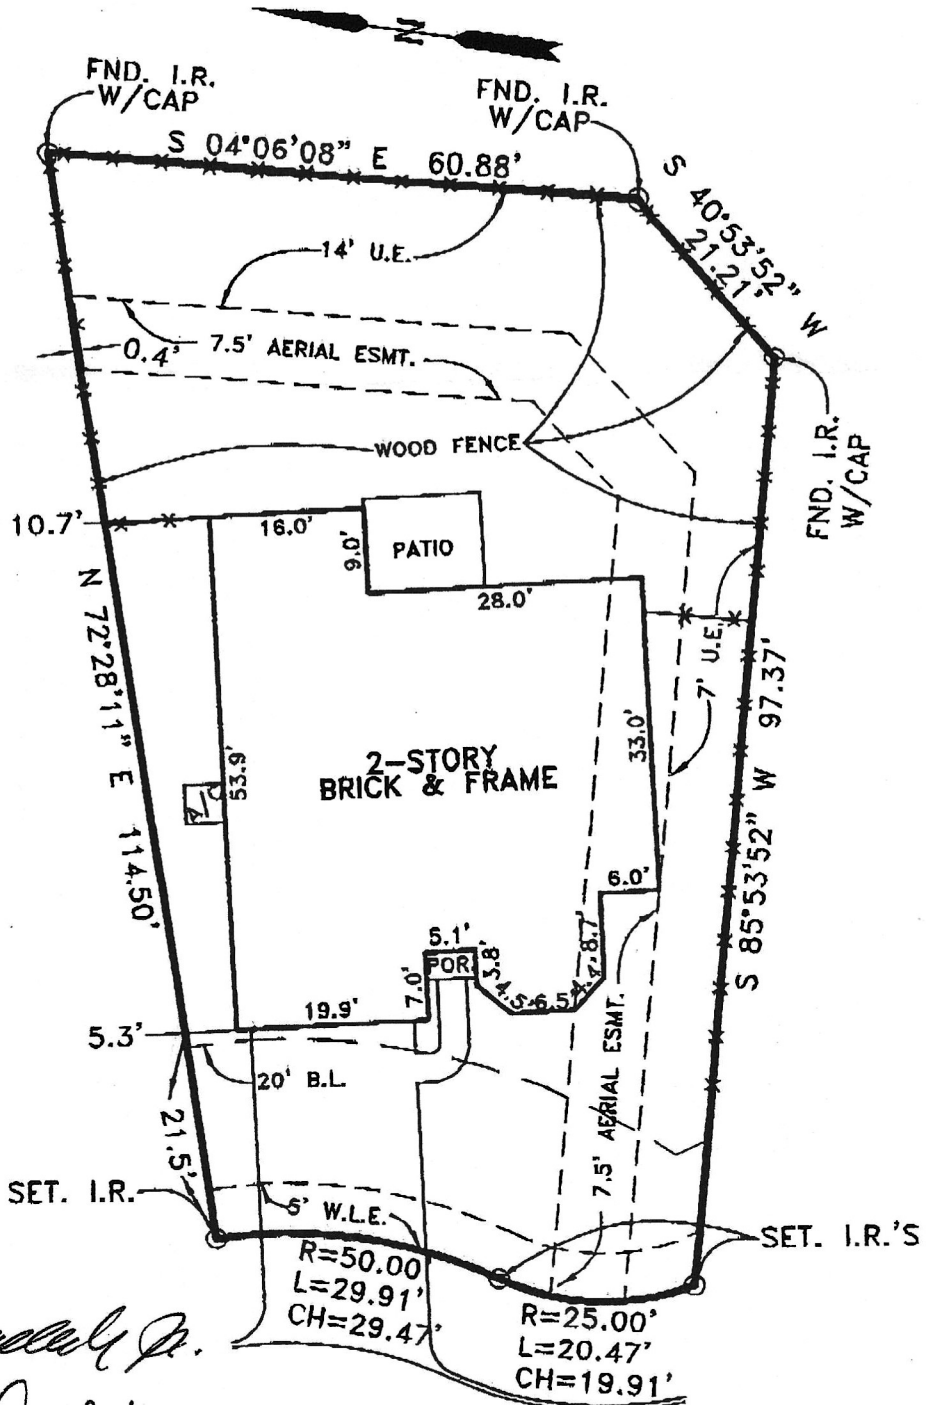 N
FND. I.R.
W/CAP
FND. I.R.
W/CAP
S 04°06'08" E 60.88'
S 40°53'52" W
21.21'
14' U.E.
7.5' AERIAL ESMT.
0.4'
WOOD FENCE
FND. I.R.
W/CAP
10.7'
16.0'
9.0'
PATIO
28.0'
7' U.E.
N 72°28'11" E 114.50'
53.9'
A/C
2-STORY
BRICK & FRAME
33.0'
S 85°53'52" W 97.37'
6.0'
5.1'
POR.
3.8'
7.0'
4.5
6.5
4.4
8.7'
19.9'
5.3'
20' B.L.
7.5' AERIAL ESMT.
21.5'
SET. I.R.
5' W.L.E.
SET. I.R.'S
R=50.00
L=29.91'
CH=29.47'
R=25.00'
L=20.47'
CH=19.91'